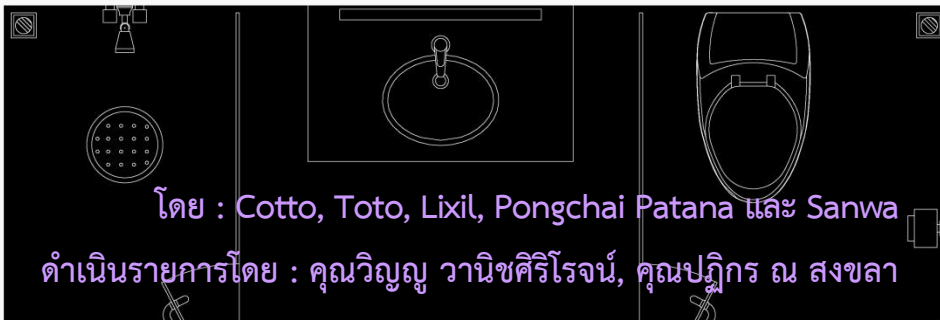 โดย : Cotto, Toto, Lixil, Pongchai Patana และ Sanwa
ดำเนินรายการโดย : คุณวิญญู วานิชศิริโรจน์, คุณปฏิกร ณ สงขลา